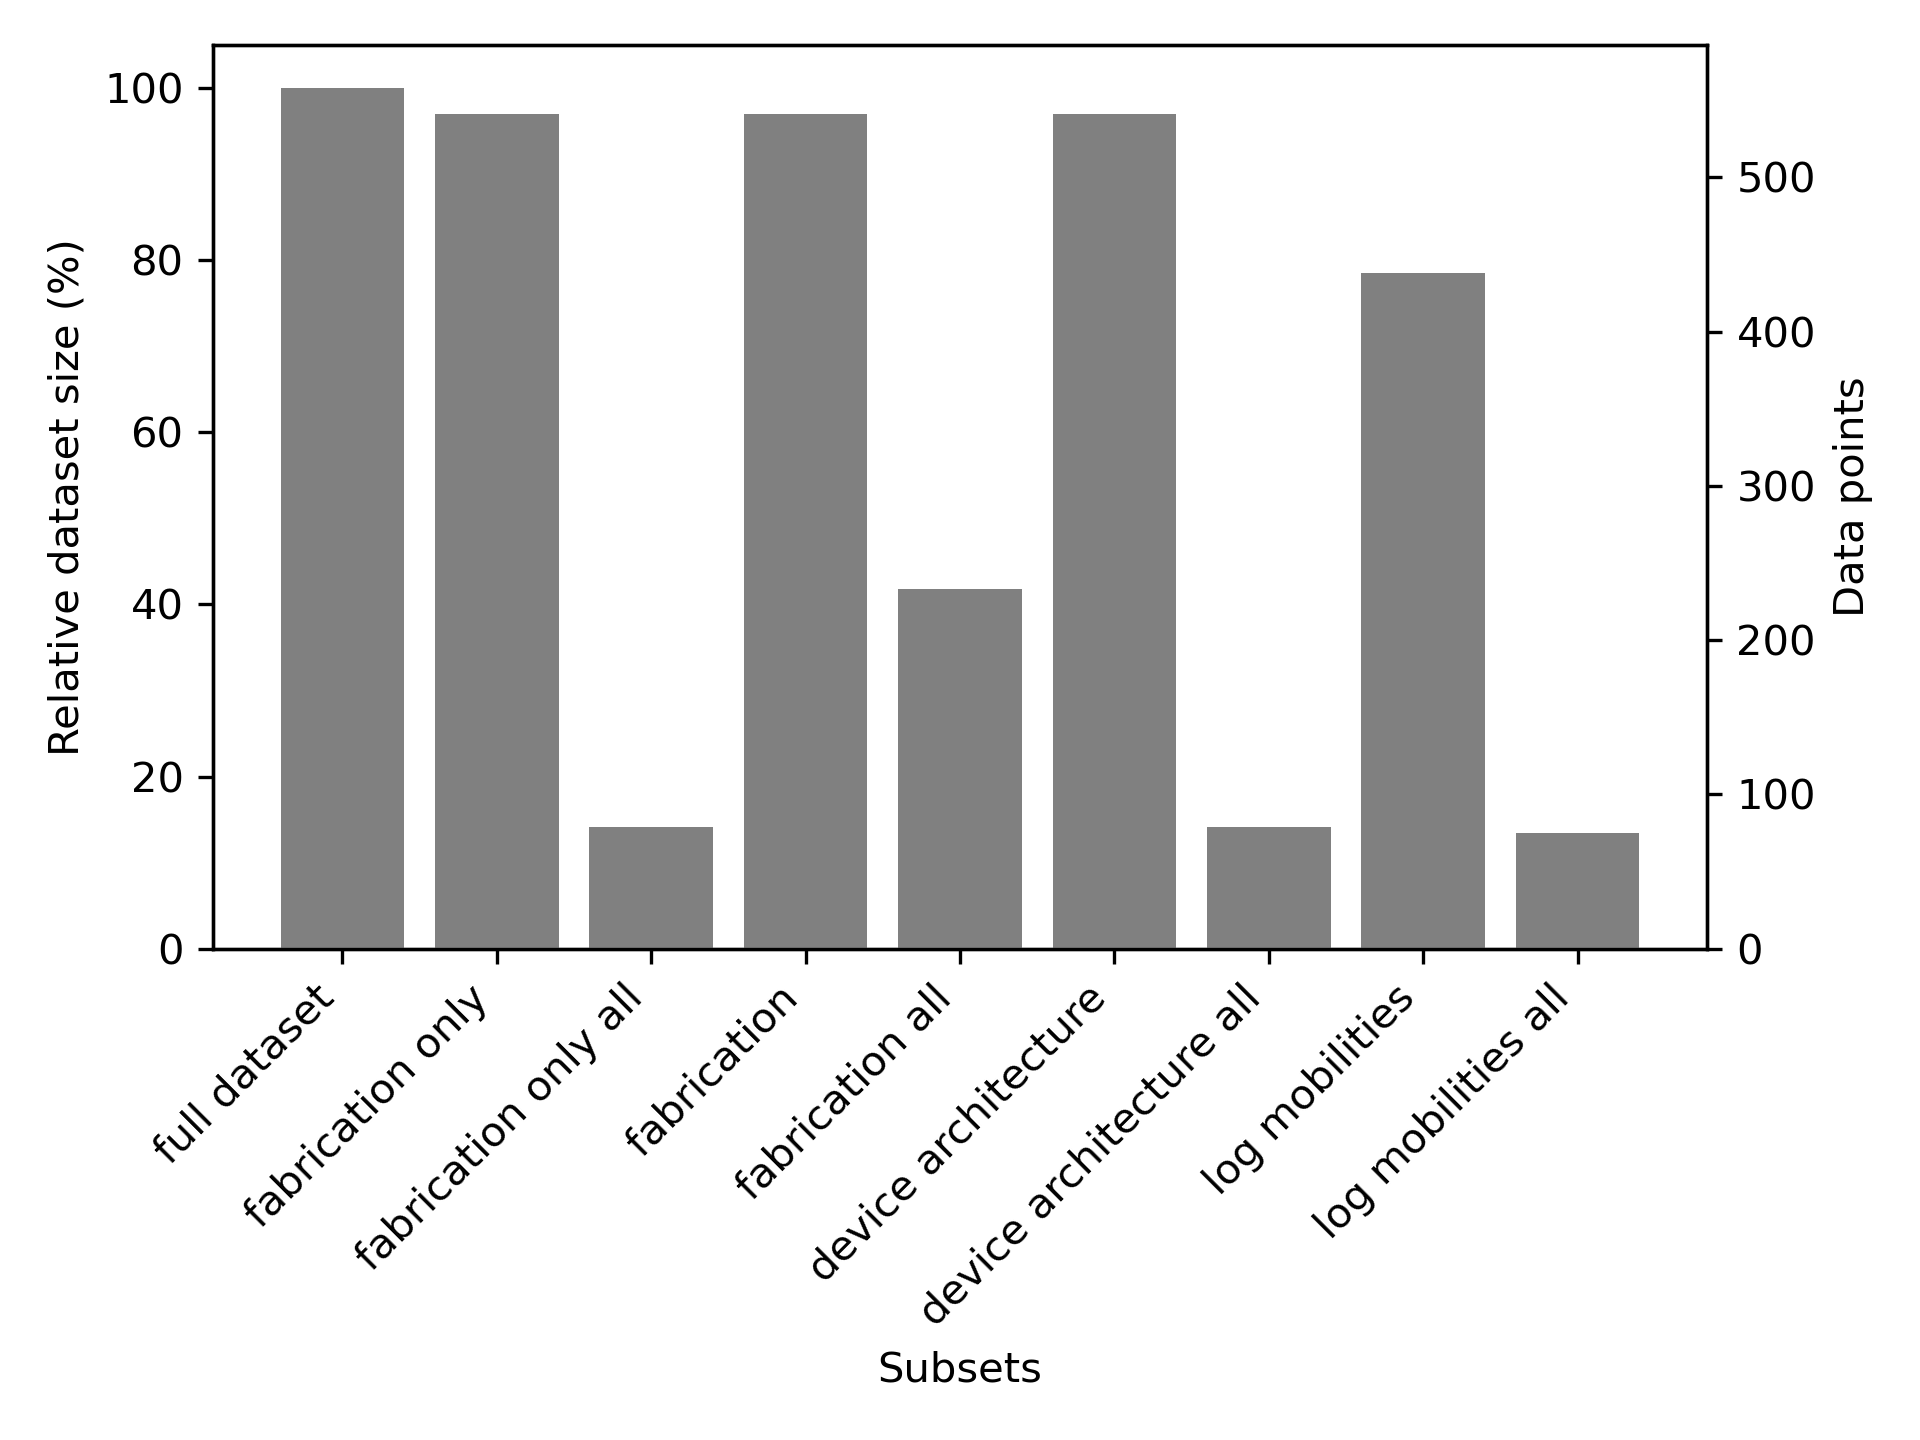 Relative dataset size (%)
100
80
60
40
20
0
500
400
300
200
100
0
Data points
full dataset
fabrication only
fabrication only all
fabrication
fabrication all
device architecture
device architecture all
log mobilities
log mobilities all
Subsets